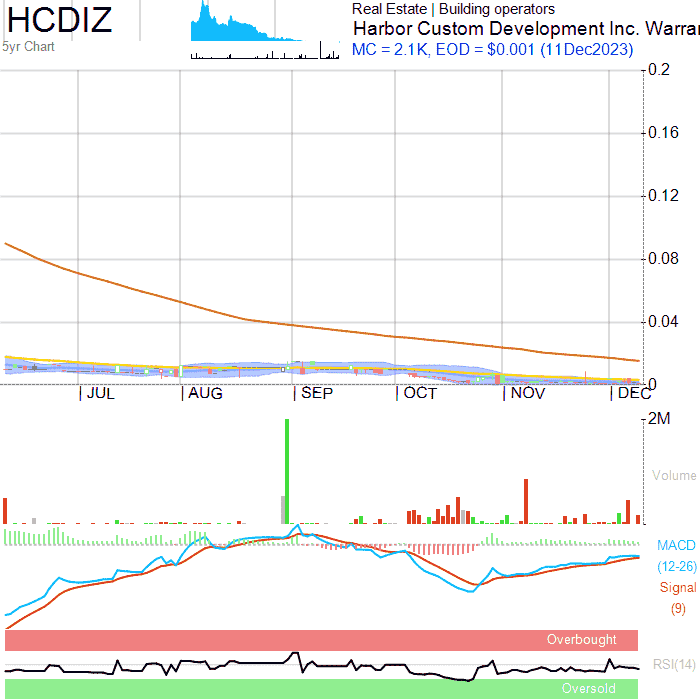 HCDIZ
5yr Chart
Real Estate | Building operators
Harbor Custom Development Inc. Warra
MC = 2.1K, EOD = $0.001 (11Dec2023)
0.2
0.16
0.12
0.08
0.04
0
| JUL | AUG | SEP | OCT | NOV | DEC
2M
Volume
MACD
(12-26)
Signal
(9)
Overbought
RSI(14)
Oversold